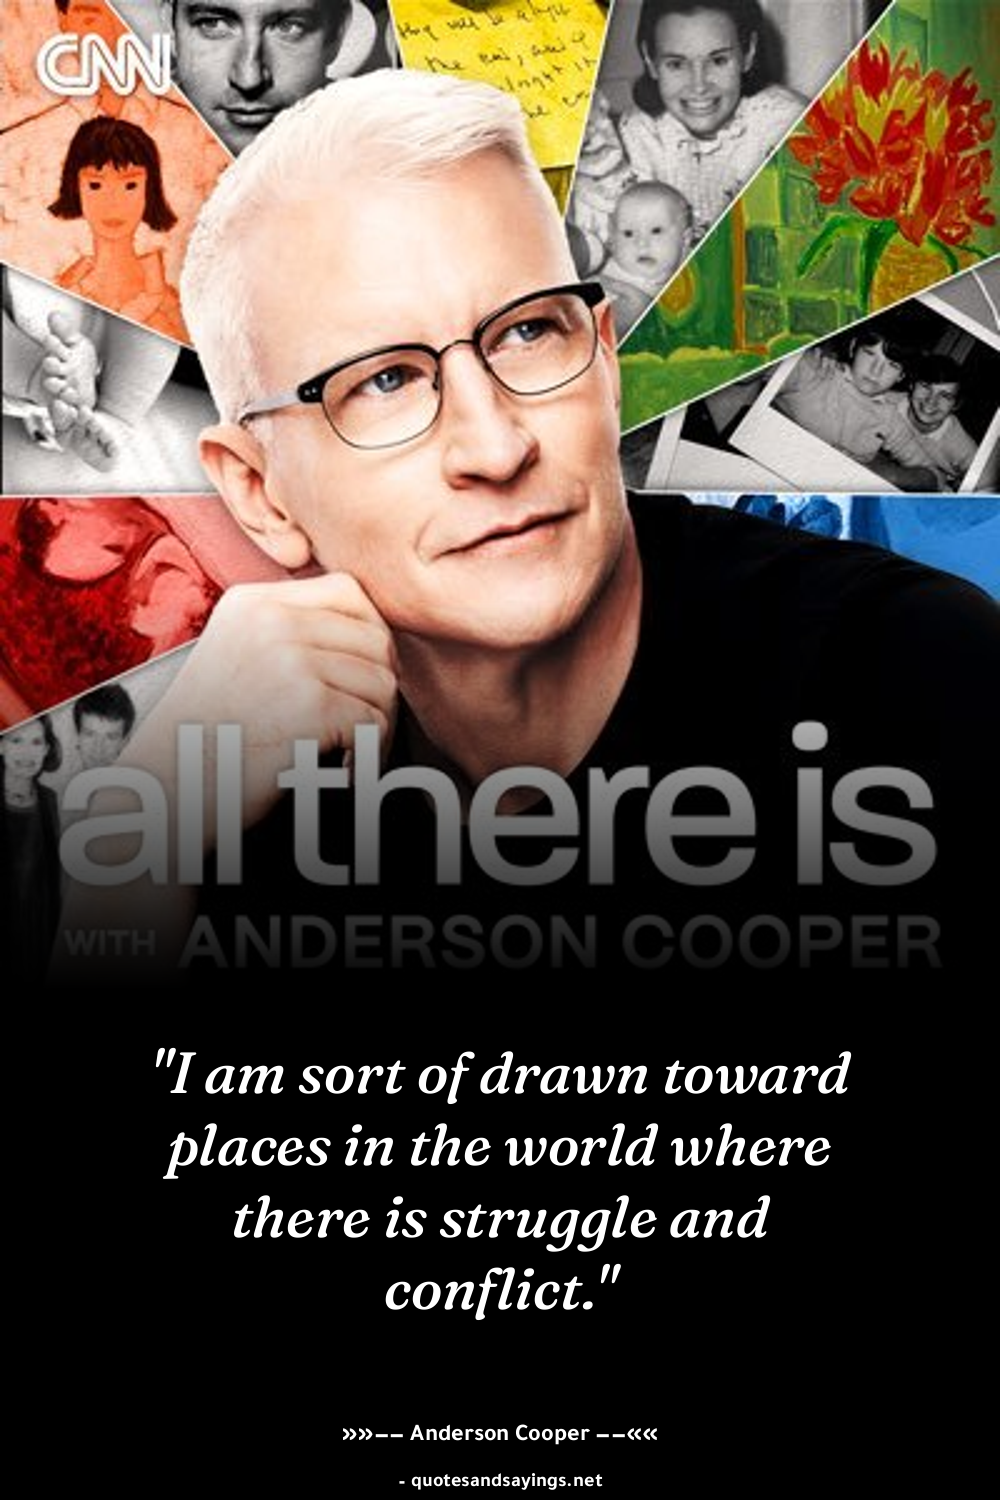 CNN
the
all there is
WITH ANDERSON COOPER
"I am sort of drawn toward
places in the world where
there is struggle and
conflict."
»»−− Anderson Cooper −−««
- quotesandsayings.net